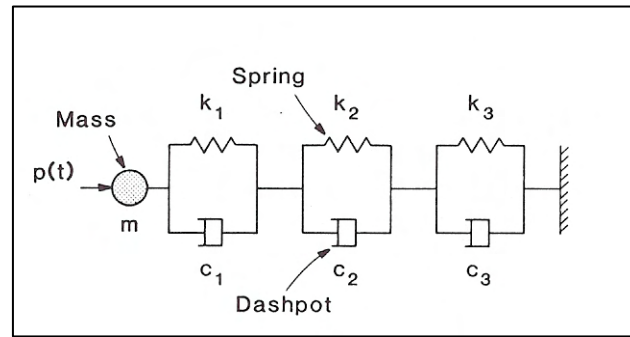 Spring
k1 k2 k3
Mass
p(t)
m
c1 c2 c3
Dashpot